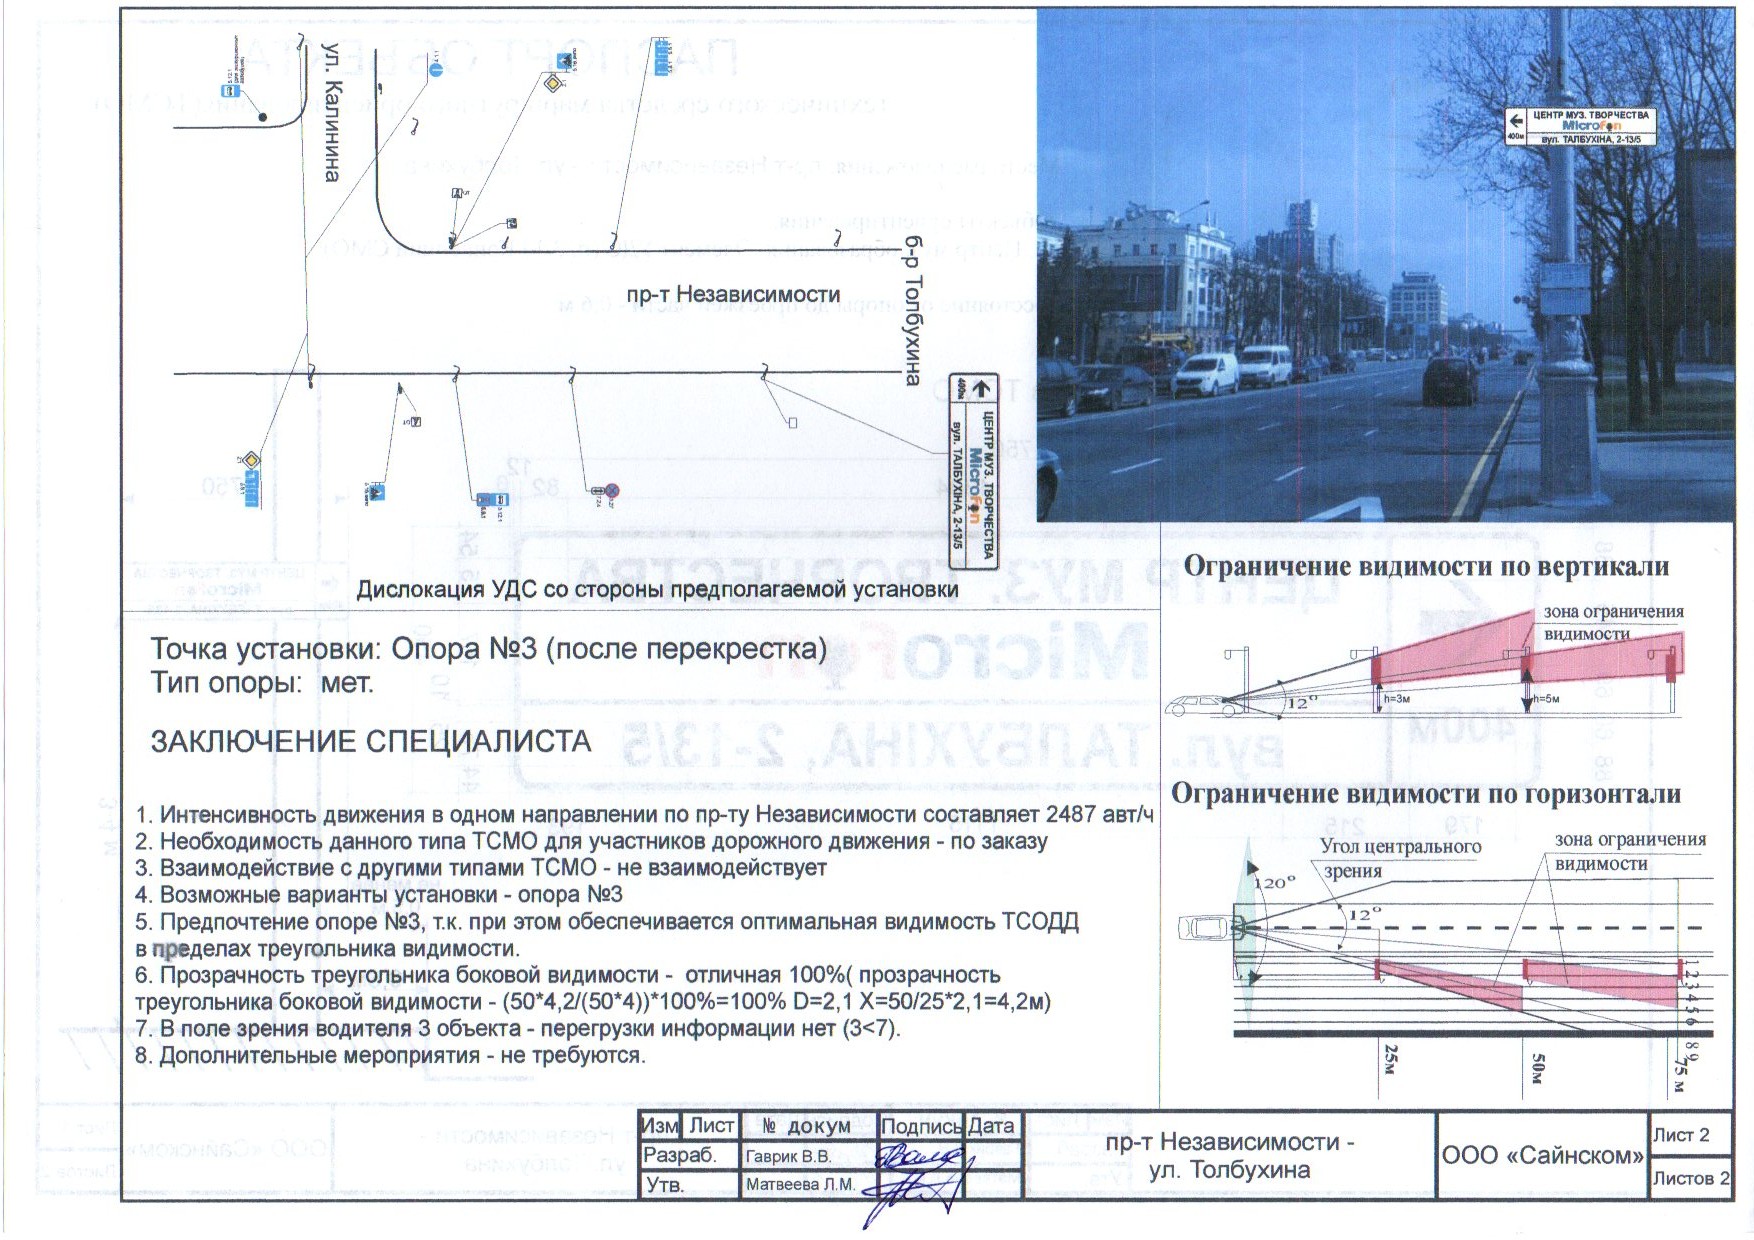 ул. Калинина
пр-т Независимости
б-р Толбухина
400м
ЦЕНТР МУЗ. ТВОРЧЕСТВА
Microfon
вул. ТАЛБУХІНА, 2-13/5
Дислокация УДС со стороны предполагаемой установки
ЦЕНТР МУЗ. ТВОРЧЕСТВА
Microfon
400м
вул. ТАЛБУХІНА, 2-13/5
Точка установки: Опора №3 (после перекрестка)
Тип опоры: мет.
ЗАКЛЮЧЕНИЕ СПЕЦИАЛИСТА
1. Интенсивность движения в одном направлении по пр-ту Независимости составляет 2487 авт/ч
2. Необходимость данного типа ТСМО для участников дорожного движения - по заказу
3. Взаимодействие с другими типами ТСМО - не взаимодействует
4. Возможные варианты установки - опора №3
5. Предпочтение опоре №3, т.к. при этом обеспечивается оптимальная видимость ТСОДД
в пределах треугольника видимости.
6. Прозрачность треугольника боковой видимости - отличная 100%( прозрачность
треугольника боковой видимости - (50*4,2/(50*4))*100%=100% D=2,1 X=50/25*2,1=4,2м)
7. В поле зрения водителя 3 объекта - перегрузки информации нет (3<7).
8. Дополнительные мероприятия - не требуются.
Ограничение видимости по вертикали
зона ограничения
видимости
12°
h=3м
h=5м
Ограничение видимости по горизонтали
Угол центрального
зрения
зона ограничения
видимости
120°
12°
1 2 3 4 5 6
8 9
25м
50м
75 м
Изм Лист № докум Подпись Дата
Разраб. Гаврик В.В.
Утв. Матвеева Л.М.
пр-т Независимости -
ул. Толбухина
ООО «Сайнском»
Лист 2
Листов 2